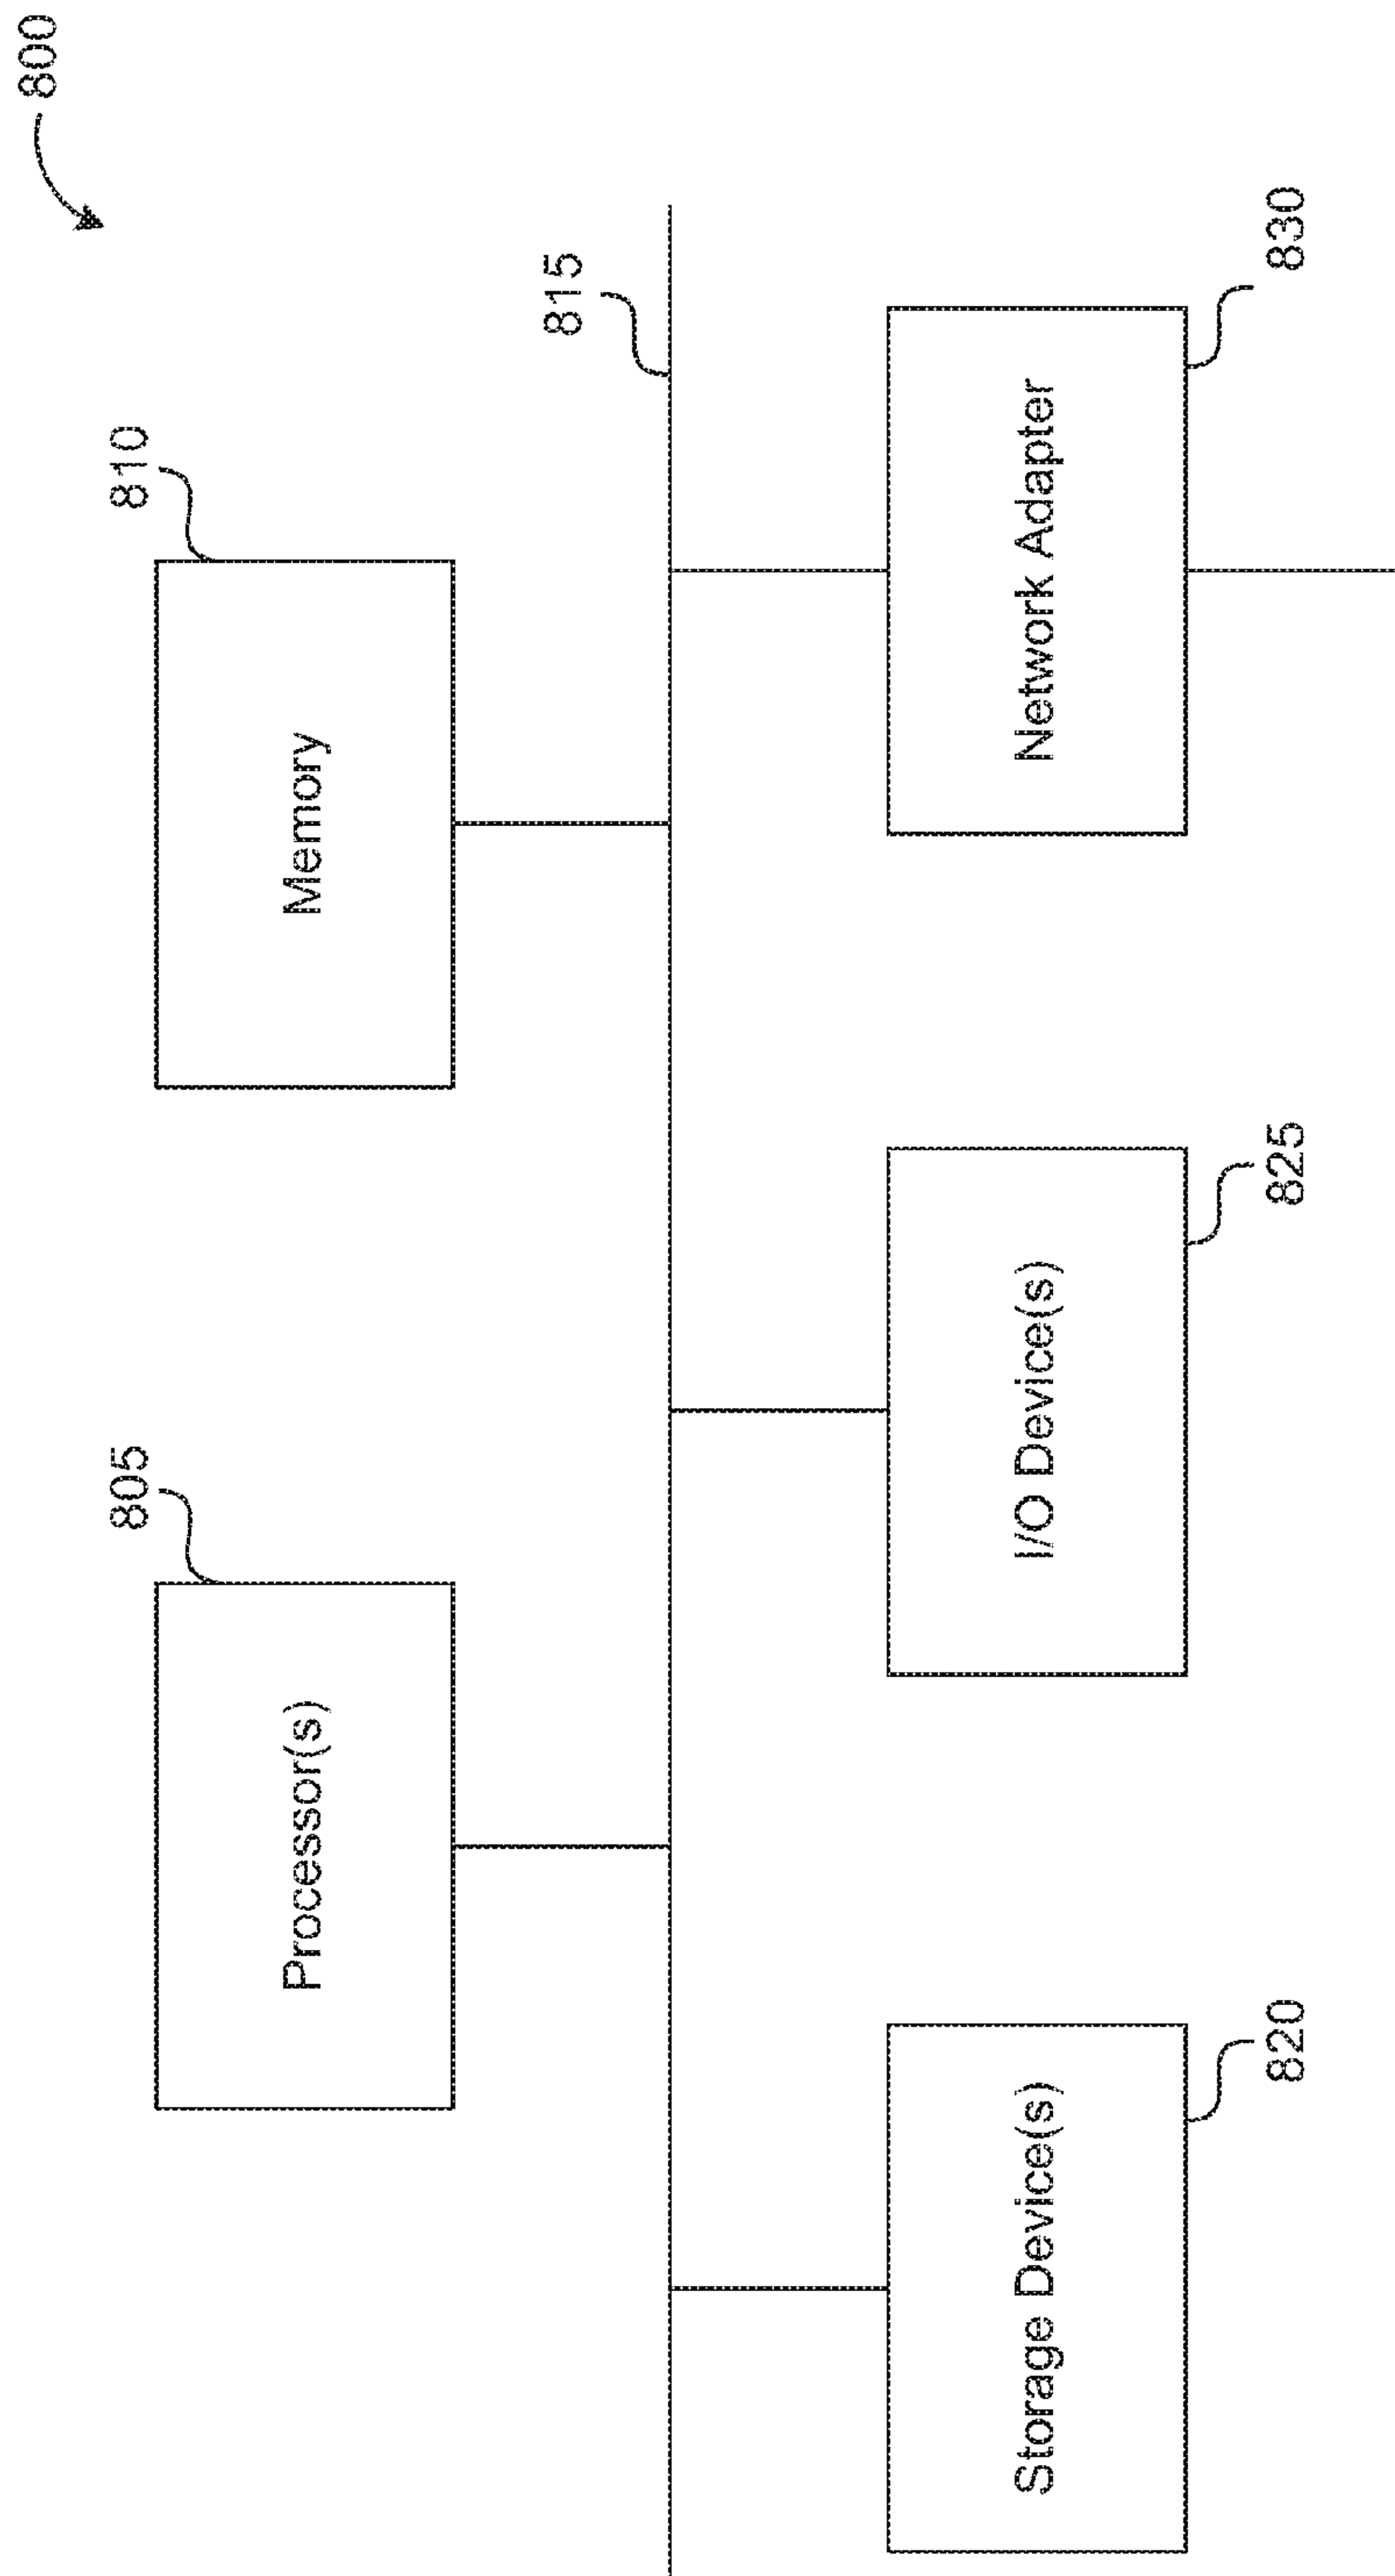 800
805
Processor(s)
810
Memory
815
Storage Device(s)
820
I/O Device(s)
825
Network Adapter
830